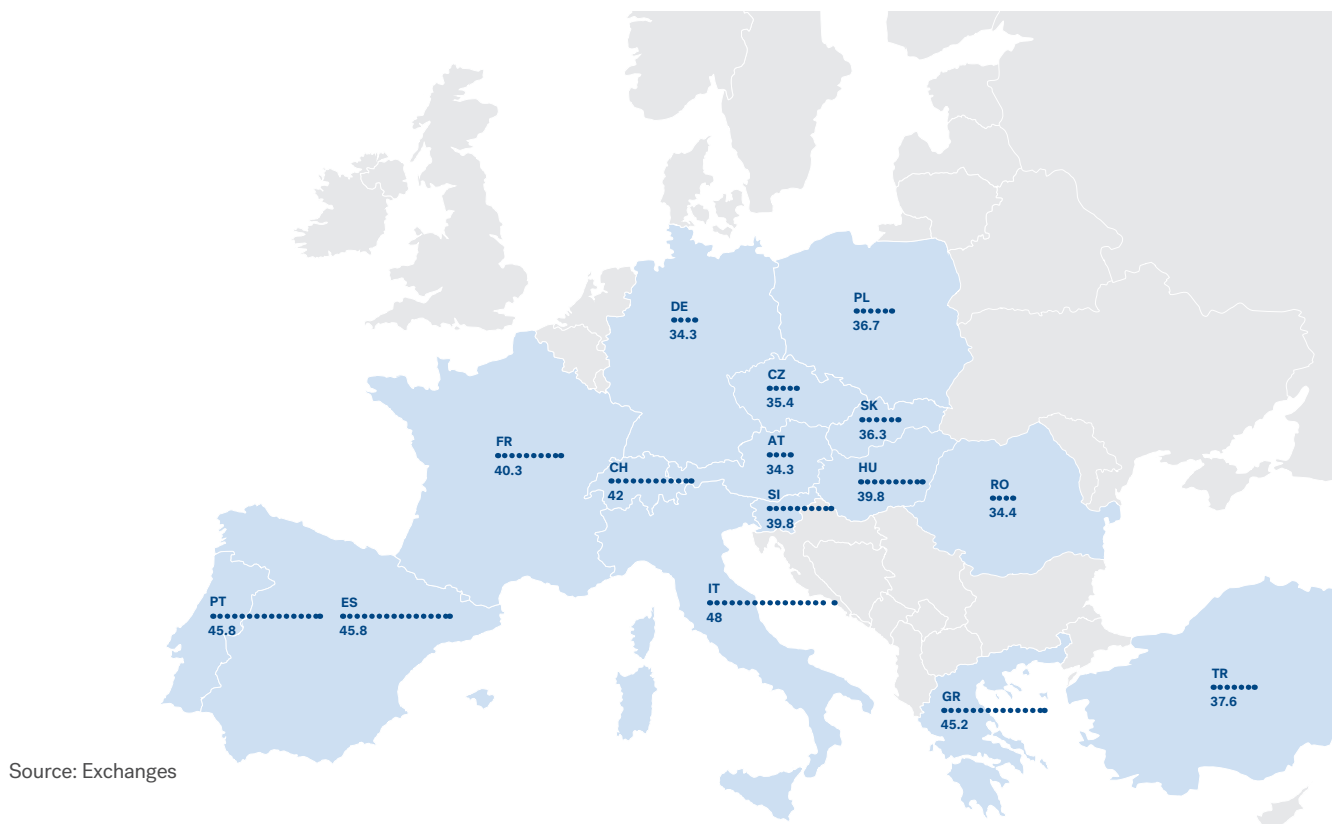 DE
34.3
PL
36.7
CZ
35.4
SK
36.3
FR
40.3
AT
34.3
CH
42
HU
39.8
RO
34.4
SI
39.8
IT
48
PT
45.8
ES
45.8
TR
37.6
GR
45.2
Source: Exchanges